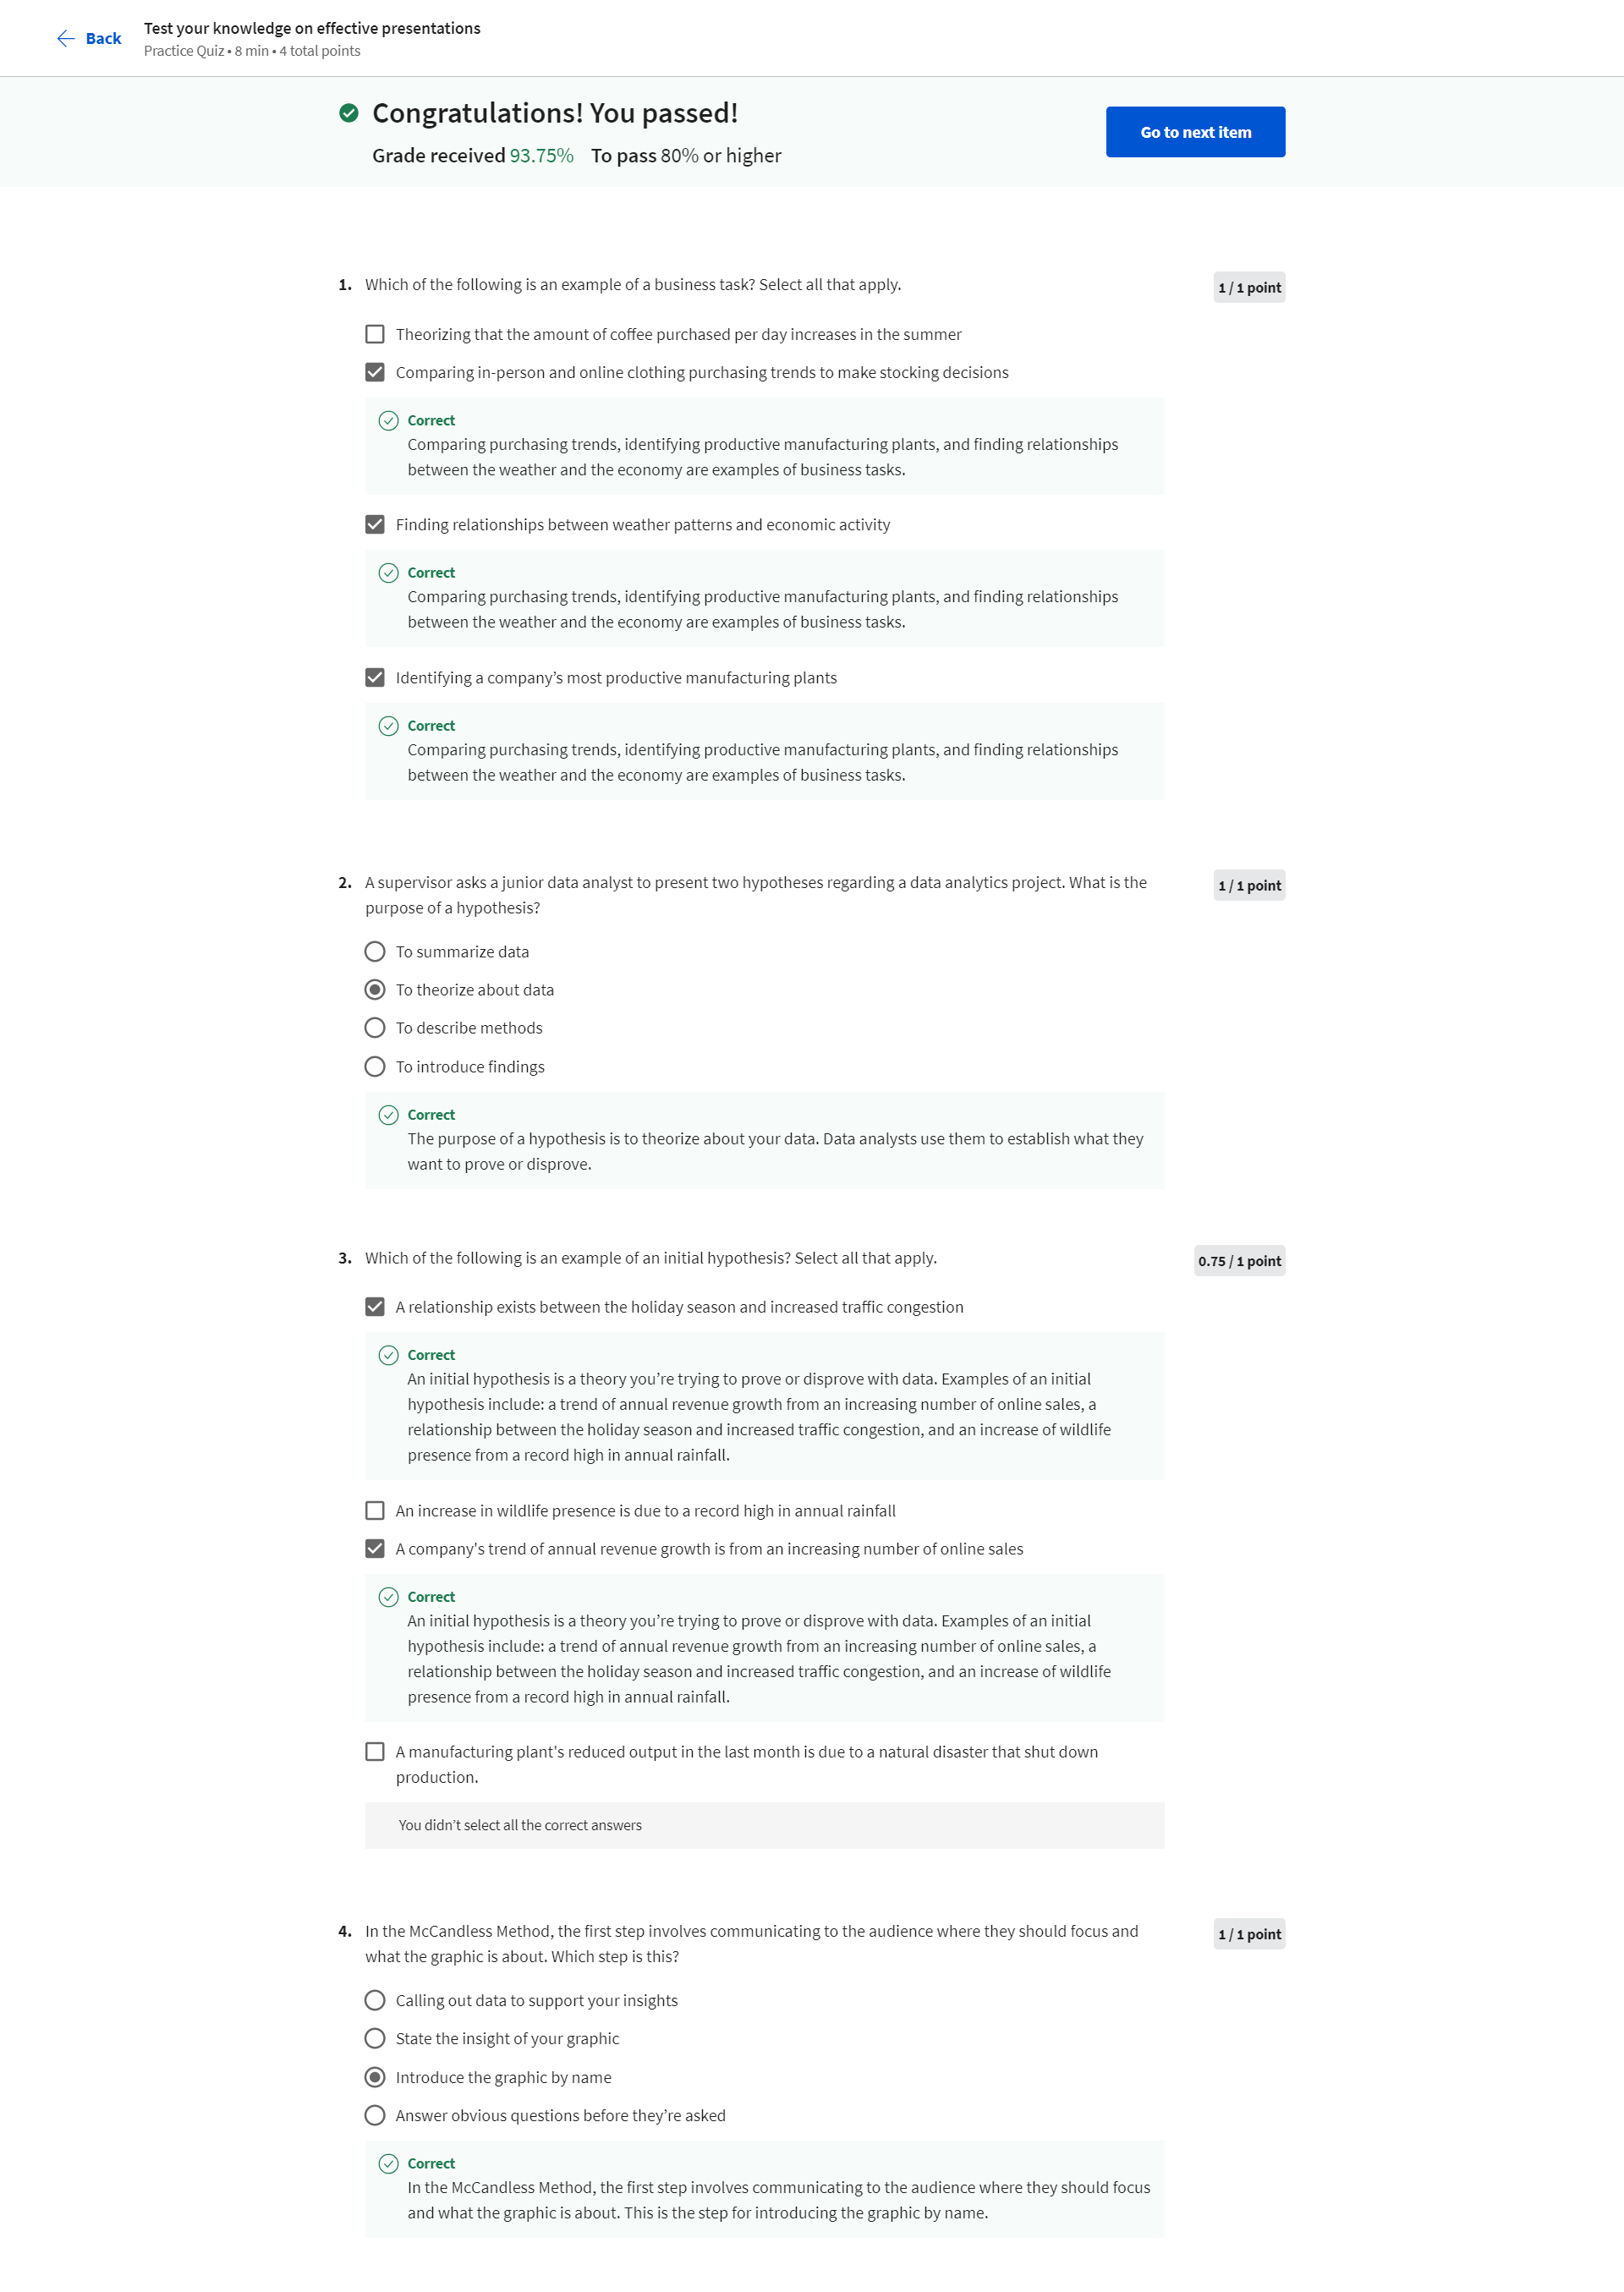 Back
Test your knowledge on effective presentations
Practice Quiz • 8 min • 4 total points
Congratulations! You passed!
Grade received 93.75% To pass 80% or higher
Go to next item
1. Which of the following is an example of a business task? Select all that apply.
1 / 1 point
Theorizing that the amount of coffee purchased per day increases in the summer
Comparing in-person and online clothing purchasing trends to make stocking decisions
Correct
Comparing purchasing trends, identifying productive manufacturing plants, and finding relationships
between the weather and the economy are examples of business tasks.
Finding relationships between weather patterns and economic activity
Correct
Comparing purchasing trends, identifying productive manufacturing plants, and finding relationships
between the weather and the economy are examples of business tasks.
Identifying a company’s most productive manufacturing plants
Correct
Comparing purchasing trends, identifying productive manufacturing plants, and finding relationships
between the weather and the economy are examples of business tasks.
2. A supervisor asks a junior data analyst to present two hypotheses regarding a data analytics project. What is the
purpose of a hypothesis?
1 / 1 point
To summarize data
To theorize about data
To describe methods
To introduce findings
Correct
The purpose of a hypothesis is to theorize about your data. Data analysts use them to establish what they
want to prove or disprove.
3. Which of the following is an example of an initial hypothesis? Select all that apply.
0.75 / 1 point
A relationship exists between the holiday season and increased traffic congestion
Correct
An initial hypothesis is a theory you’re trying to prove or disprove with data. Examples of an initial
hypothesis include: a trend of annual revenue growth from an increasing number of online sales, a
relationship between the holiday season and increased traffic congestion, and an increase of wildlife
presence from a record high in annual rainfall.
An increase in wildlife presence is due to a record high in annual rainfall
A company's trend of annual revenue growth is from an increasing number of online sales
Correct
An initial hypothesis is a theory you’re trying to prove or disprove with data. Examples of an initial
hypothesis include: a trend of annual revenue growth from an increasing number of online sales, a
relationship between the holiday season and increased traffic congestion, and an increase of wildlife
presence from a record high in annual rainfall.
A manufacturing plant's reduced output in the last month is due to a natural disaster that shut down
production.
You didn’t select all the correct answers
4. In the McCandless Method, the first step involves communicating to the audience where they should focus and
what the graphic is about. Which step is this?
1 / 1 point
Calling out data to support your insights
State the insight of your graphic
Introduce the graphic by name
Answer obvious questions before they’re asked
Correct
In the McCandless Method, the first step involves communicating to the audience where they should focus
and what the graphic is about. This is the step for introducing the graphic by name.